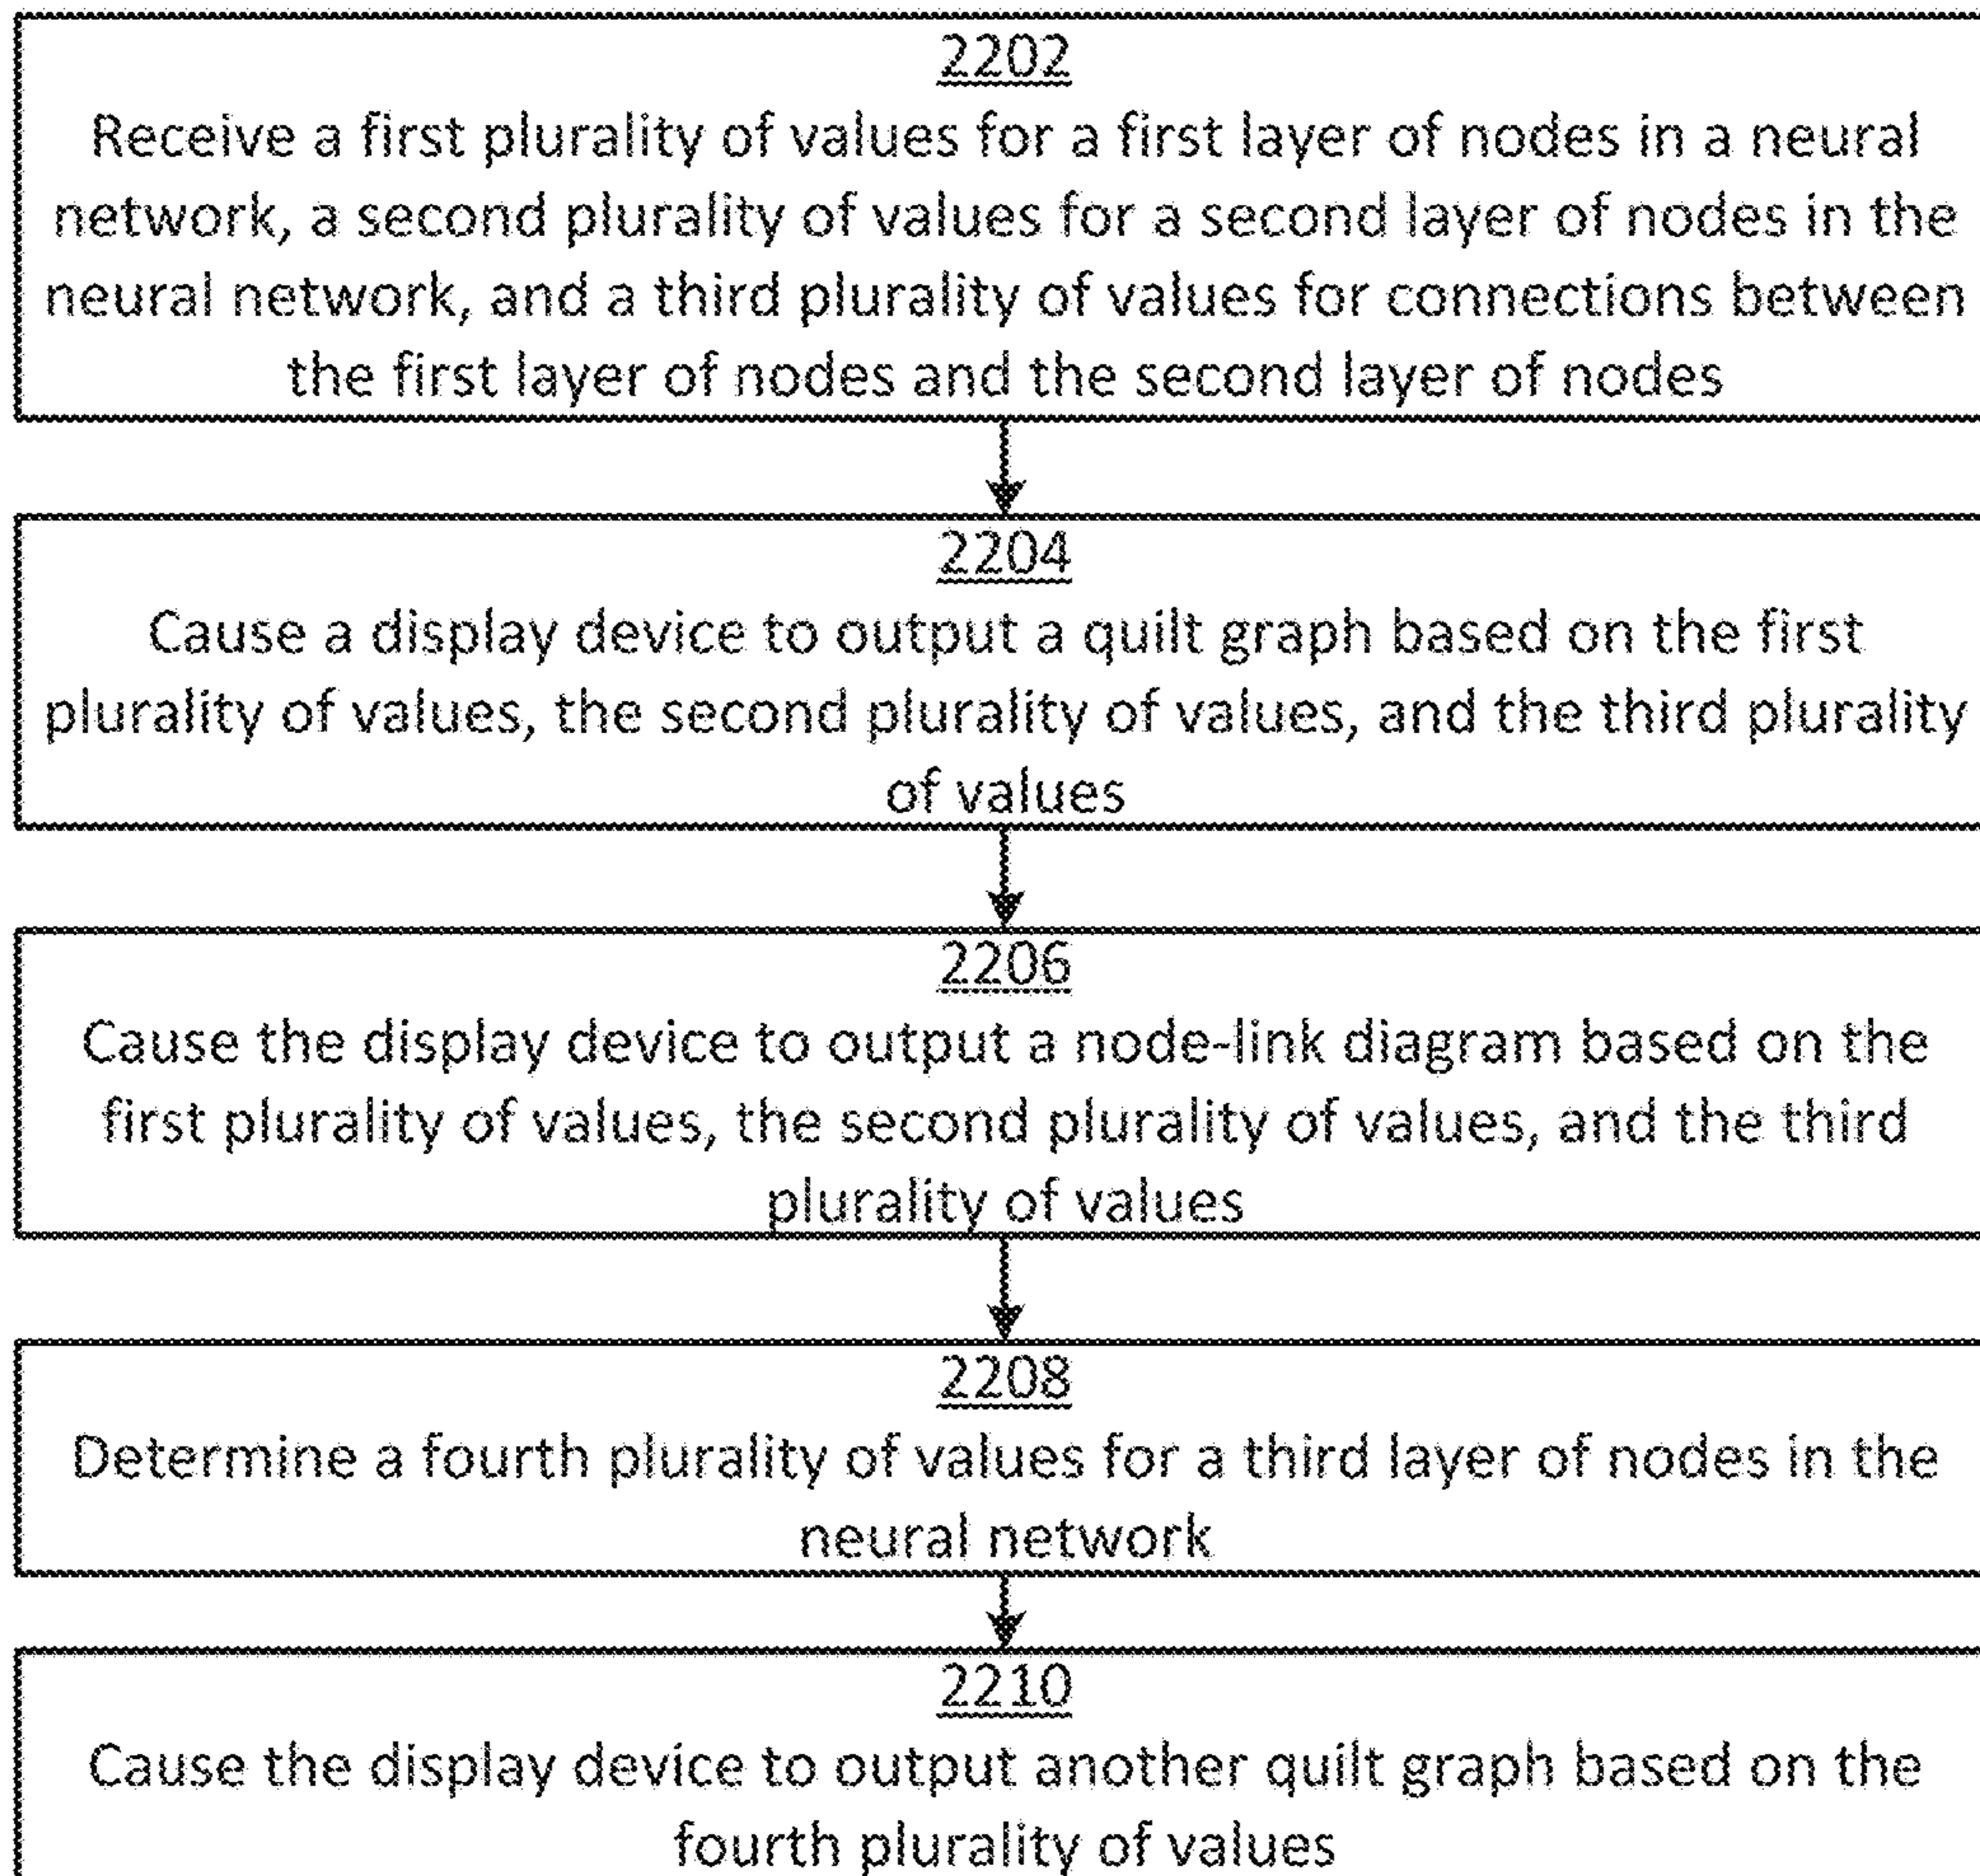 2202
Receive a first plurality of values for a first layer of nodes in a neural
network, a second plurality of values for a second layer of nodes in the
neural network, and a third plurality of values for connections between
the first layer of nodes and the second layer of nodes
2204
Cause a display device to output a quilt graph based on the first
plurality of values, the second plurality of values, and the third plurality
of values
2206
Cause the display device to output a node-link diagram based on the
first plurality of values, the second plurality of values, and the third
plurality of values
2208
Determine a fourth plurality of values for a third layer of nodes in the
neural network
2210
Cause the display device to output another quilt graph based on the
fourth plurality of values